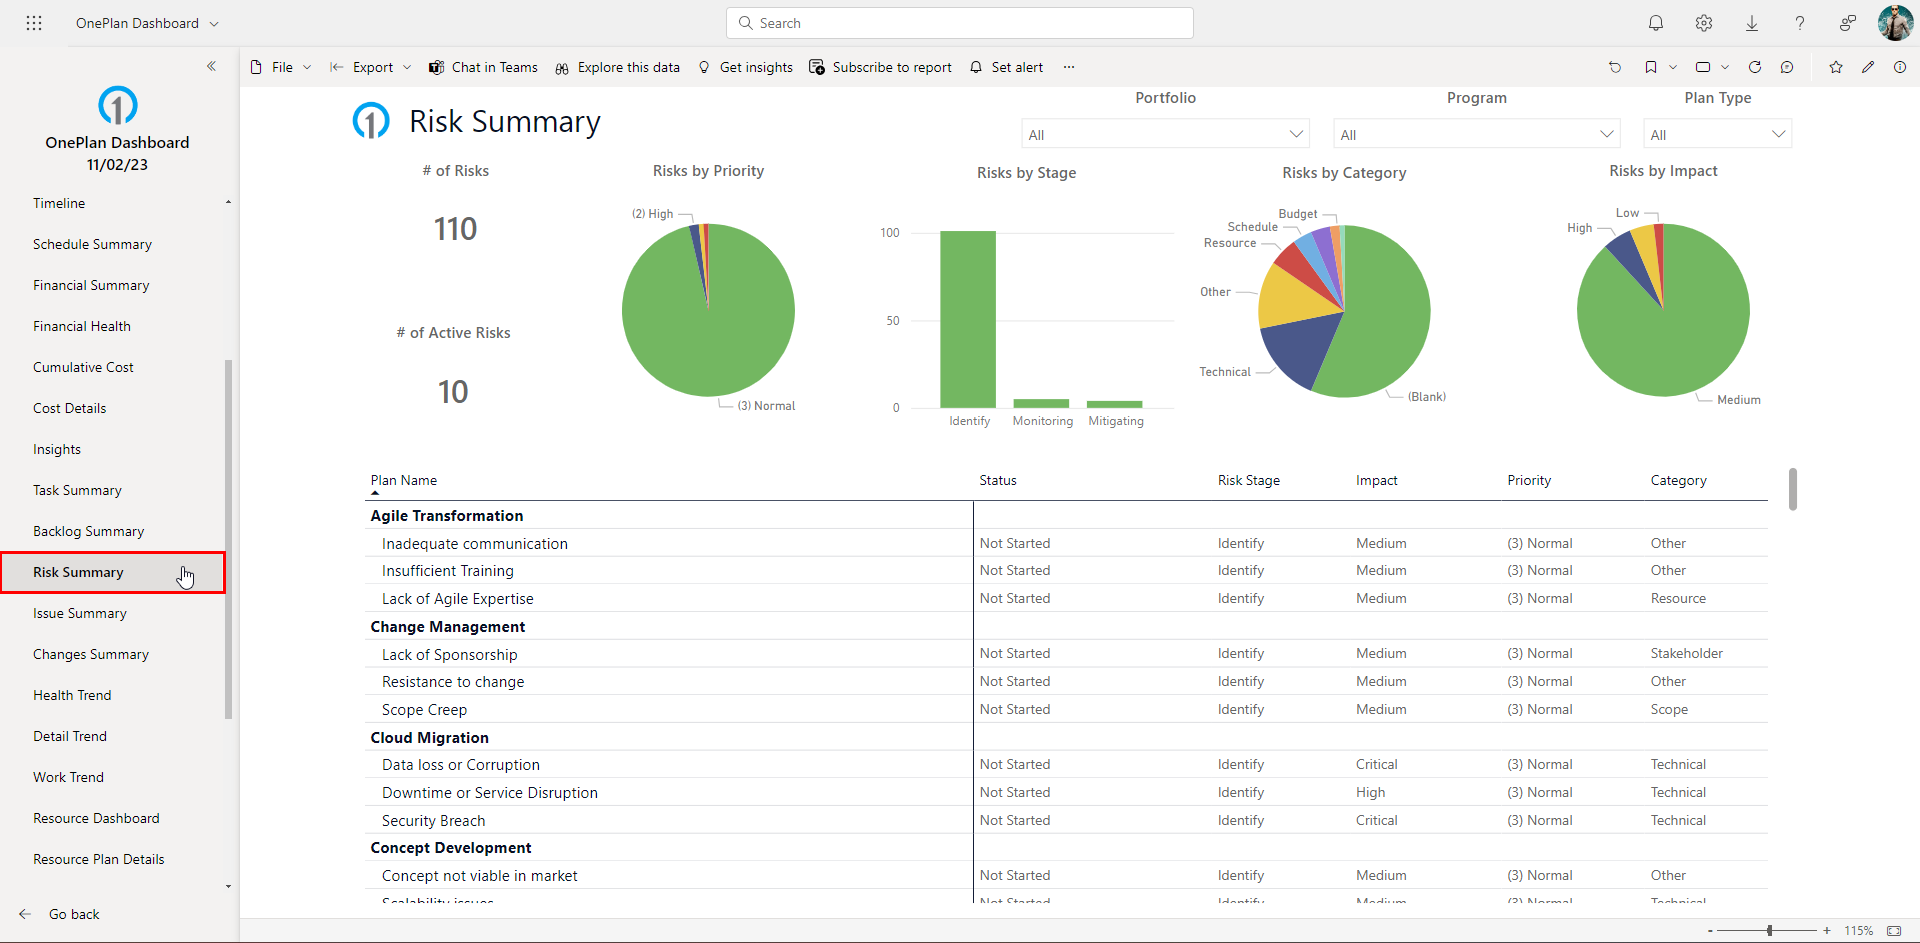 OnePlan Dashboard
Search
File
Export
Chat in Teams
Explore this data
Get insights
Subscribe to report
Set alert
OnePlan Dashboard
11/02/23
Timeline
Schedule Summary
Financial Summary
Financial Health
Cumulative Cost
Cost Details
Insights
Task Summary
Backlog Summary
Risk Summary
Issue Summary
Changes Summary
Health Trend
Detail Trend
Work Trend
Resource Dashboard
Resource Plan Details
Go back
Risk Summary
Portfolio
All
Program
All
Plan Type
All
# of Risks
110
# of Active Risks
10
Risks by Priority
(2) High
(3) Normal
Risks by Stage
100
50
0
Identify
Monitoring
Mitigating
Risks by Category
Budget
Schedule
Resource
Other
Technical
(Blank)
Risks by Impact
Low
High
Medium
Plan Name Status Risk Stage Impact Priority Category
Agile Transformation
Inadequate communication Not Started Identify Medium (3) Normal Other
Insufficient Training Not Started Identify Medium (3) Normal Other
Lack of Agile Expertise Not Started Identify Medium (3) Normal Resource
Change Management
Lack of Sponsorship Not Started Identify Medium (3) Normal Stakeholder
Resistance to change Not Started Identify Medium (3) Normal Other
Scope Creep Not Started Identify Medium (3) Normal Scope
Cloud Migration
Data loss or Corruption Not Started Identify Critical (3) Normal Technical
Downtime or Service Disruption Not Started Identify High (3) Normal Technical
Security Breach Not Started Identify Critical (3) Normal Technical
Concept Development
Concept not viable in market Not Started Identify Medium (3) Normal Other
Scalability issues Not Started Identify Medium (3) Normal Technical
- + 115%